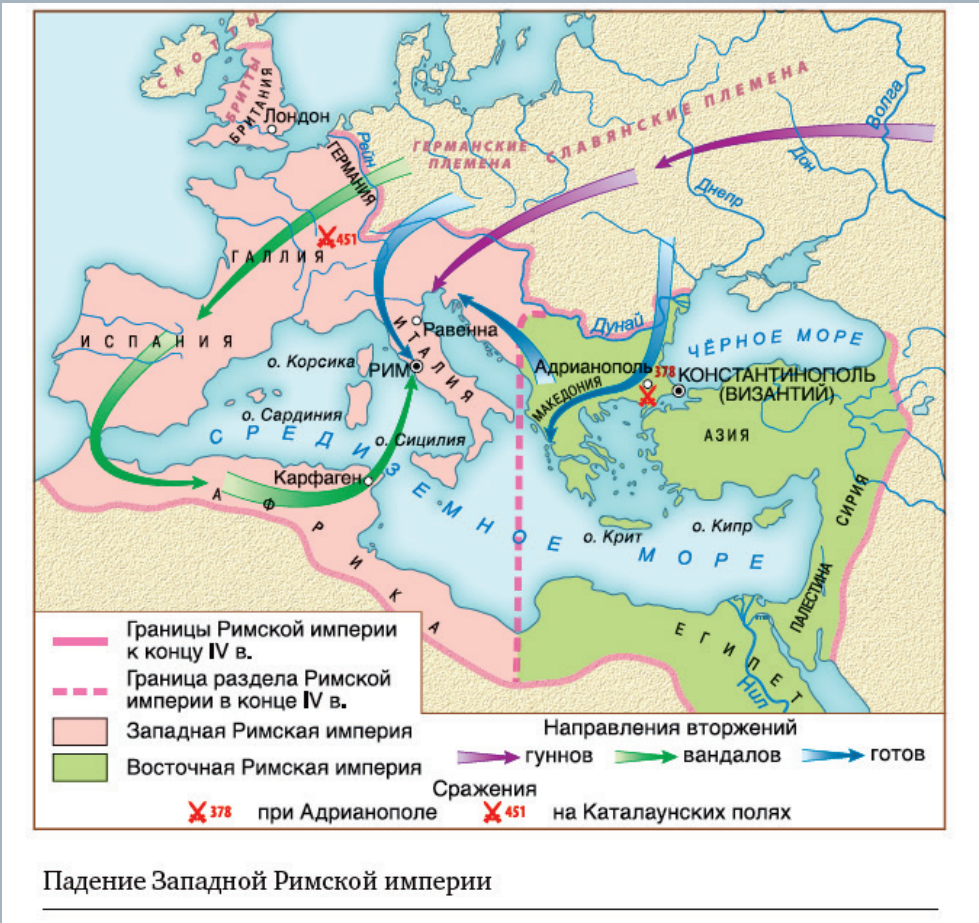 СКОТТЫ
БРИТТЫ
БРИТАНИЯ
Лондон
Рейн
ГЕРМАНИЯ
ГЕРМАНСКИЕ
ПЛЕМЕНА
СЛАВЯНСКИЕ ПЛЕМЕНА
Волга
Дон
Днепр
451
ГАЛЛИЯ
ИСПАНИЯ
ИТАЛИЯ
Равенна
Дунай
ЧЁРНОЕ МОРЕ
о. Корсика
РИМ
Адрианополь
378
КОНСТАНТИНОПОЛЬ
(ВИЗАНТИЙ)
МАКЕДОНИЯ
о. Сардиния
АЗИЯ
СРЕДИЗЕМНОЕ МОРЕ
о. Сицилия
Карфаген
АФРИКА
СИРИЯ
о. Крит
о. Кипр
ПАЛЕСТИНА
ЕГИПЕТ
Нил
Границы Римской империи
к концу IV в.
Граница раздела Римской
империи в конце IV в.
Западная Римская империя
Восточная Римская империя
Направления вторжений
гуннов
вандалов
готов
Сражения
378 при Адрианополе
451 на Каталаунских полях
Падение Западной Римской империи